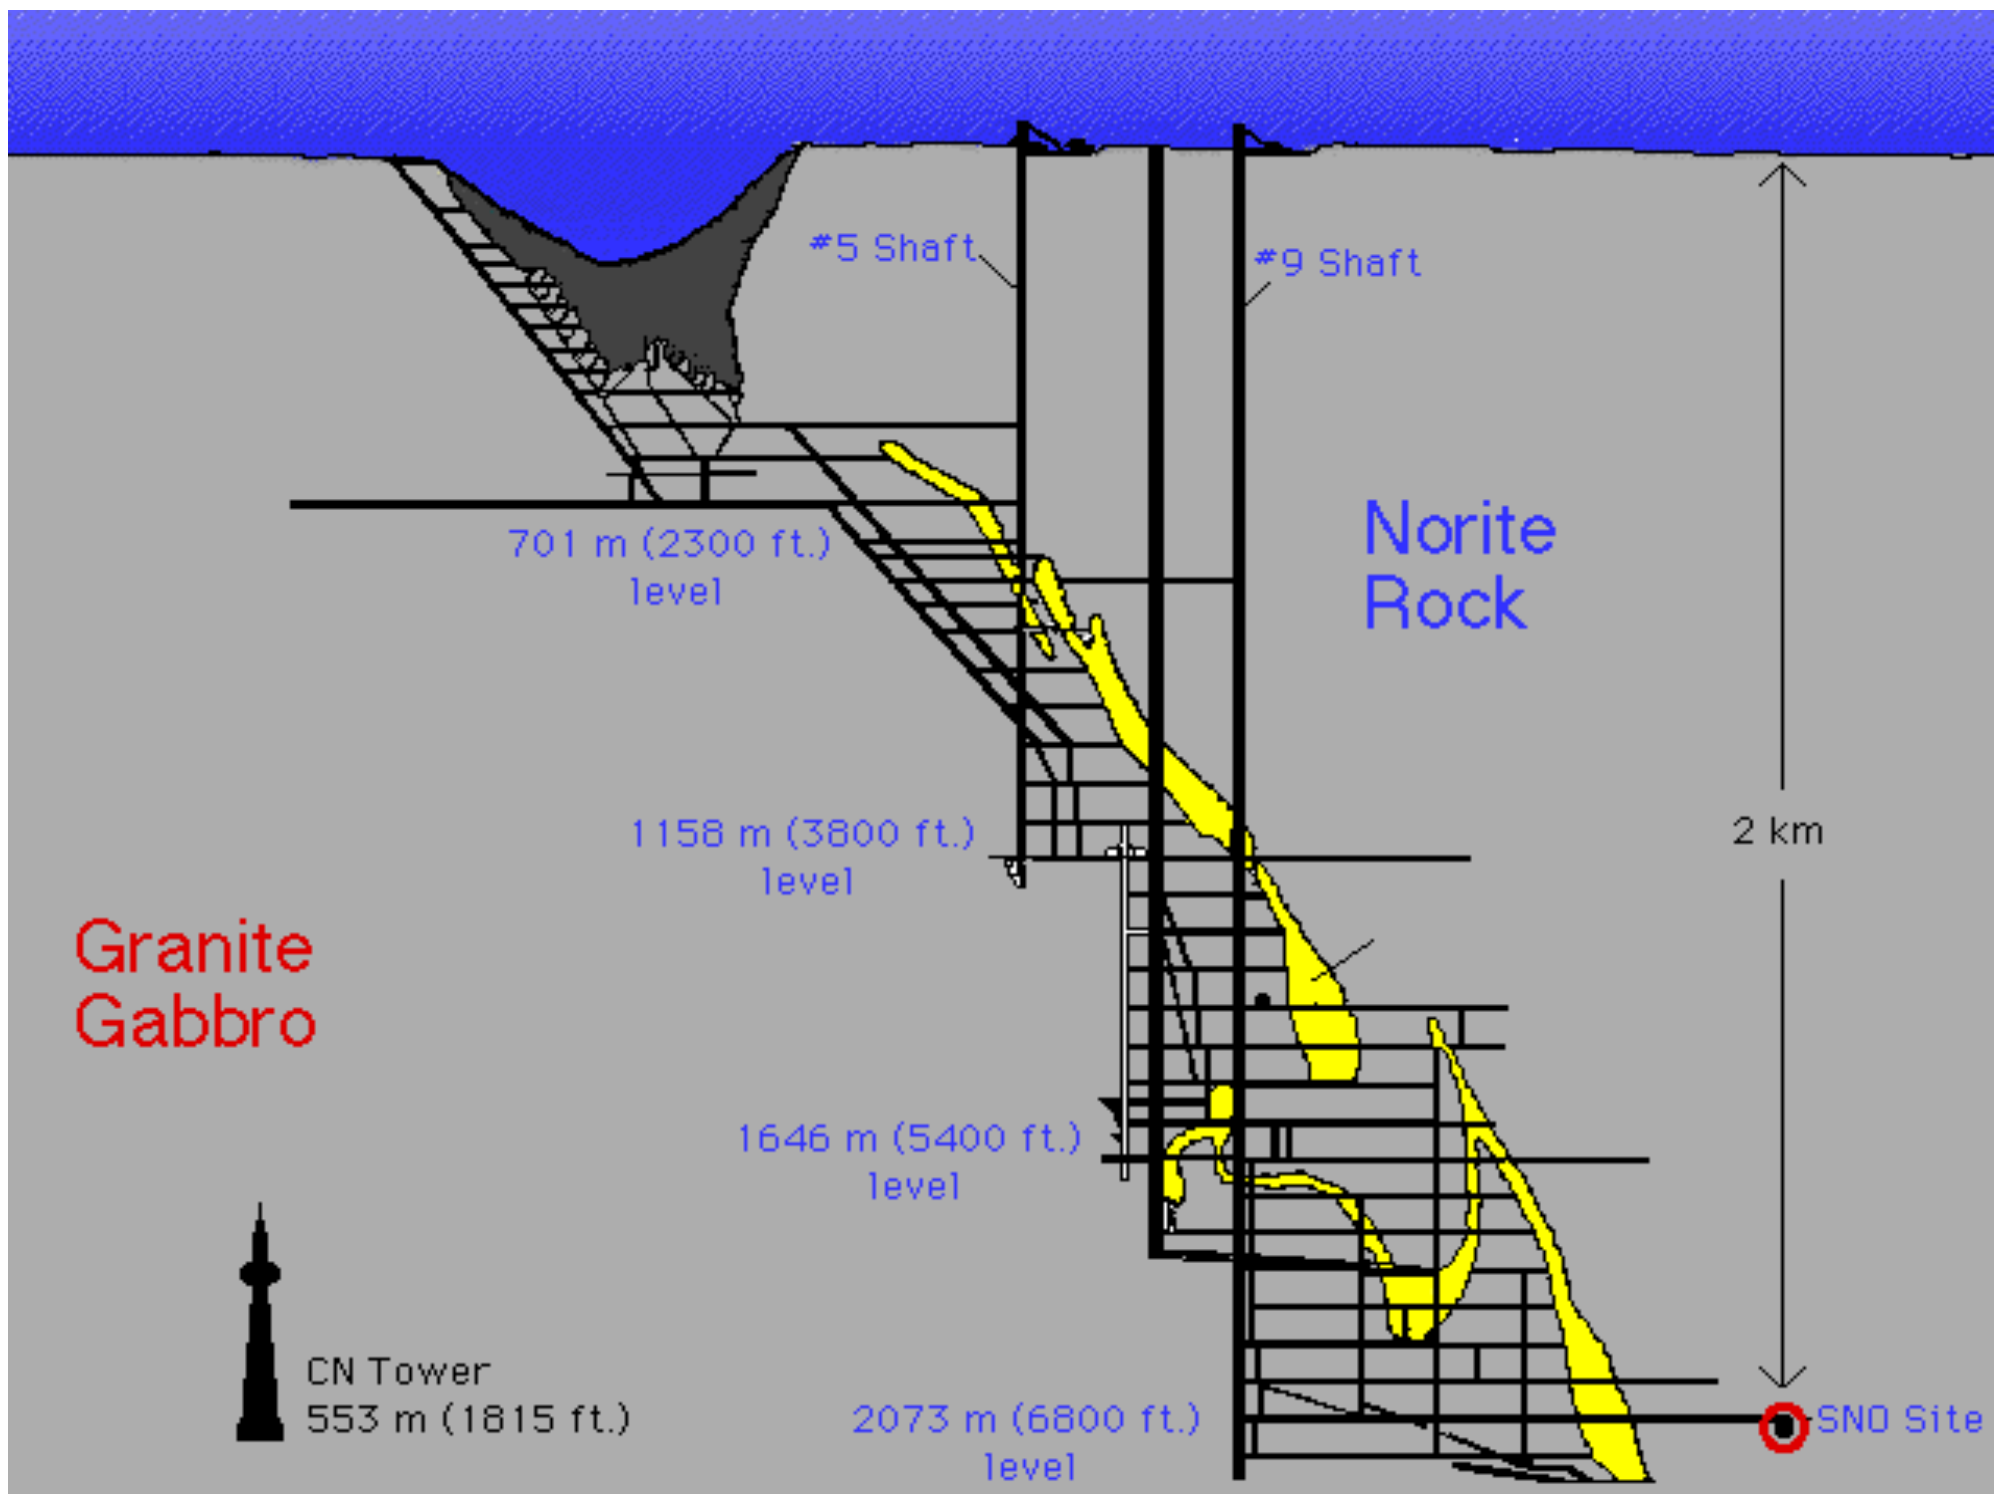 #5 Shaft
#9 Shaft
701 m (2300 ft.)
level
Norite
Rock
1158 m (3800 ft.)
level
2 km
Granite
Gabbro
1646 m (5400 ft.)
level
CN Tower
553 m (1815 ft.)
2073 m (6800 ft.)
level
SNO Site